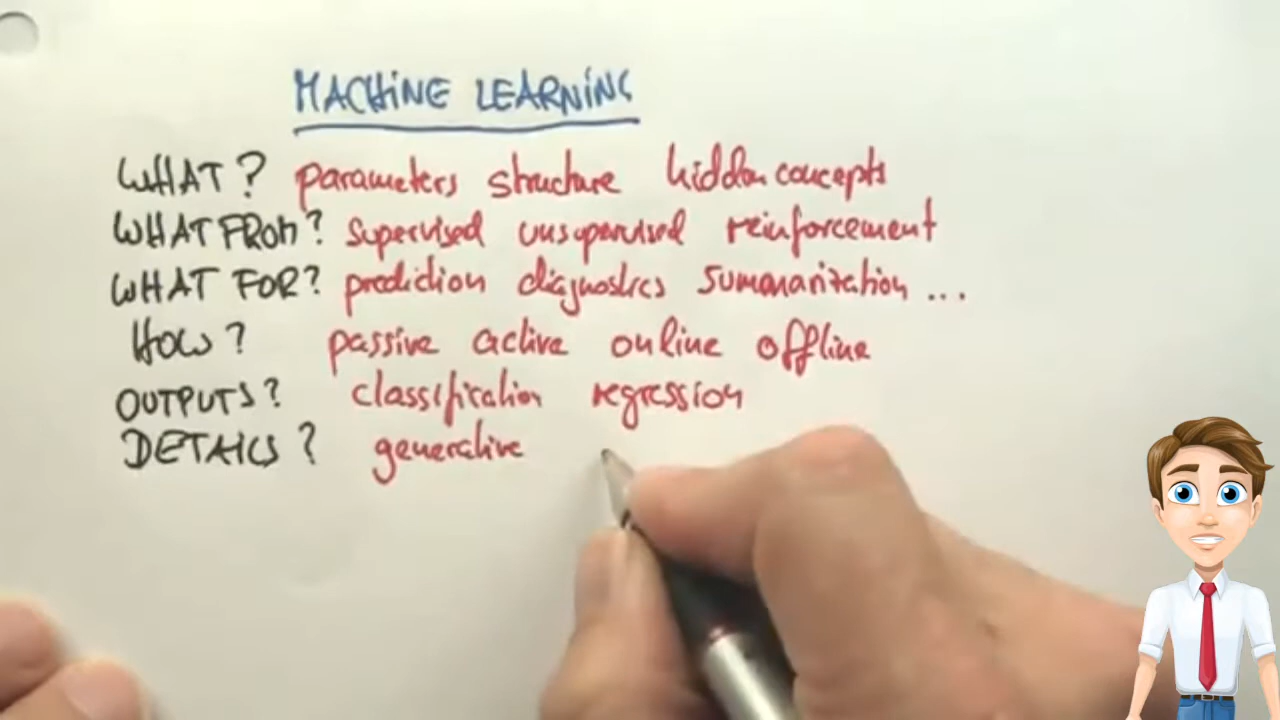 MACHINE LEARNING
WHAT? parameters structure hidden concepts
WHAT FROM? supervised unsupervised reinforcement
WHAT FOR? prediction diagnostics summarization ...
HOW? passive active online offline
OUTPUTS? classification regression
DETAILS? generative